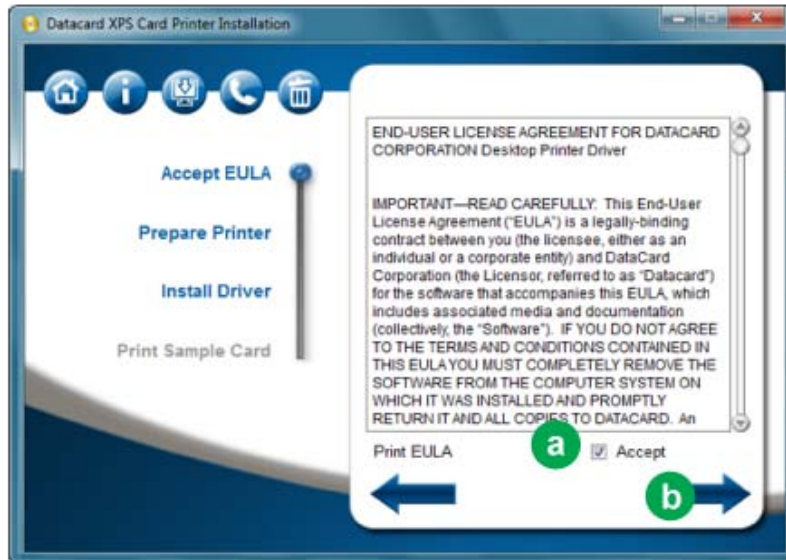 Datacard XPS Card Printer Installation
Accept EULA
Prepare Printer
Install Driver
Print Sample Card
END-USER LICENSE AGREEMENT FOR DATACARD
CORPORATION Desktop Printer Driver
IMPORTANT—READ CAREFULLY: This End-User
License Agreement ("EULA") is a legally-binding
contract between you (the licensee, either as an
individual or a corporate entity) and DataCard
Corporation (the Licensor, referred to as "Datacard")
for the software that accompanies this EULA, which
includes associated media and documentation
(collectively, the "Software"). IF YOU DO NOT AGREE
TO THE TERMS AND CONDITIONS CONTAINED IN
THIS EULA YOU MUST COMPLETELY REMOVE THE
SOFTWARE FROM THE COMPUTER SYSTEM ON
WHICH IT WAS INSTALLED AND PROMPTLY
RETURN IT AND ALL COPIES TO DATACARD. An
Print EULA
a
Accept
b